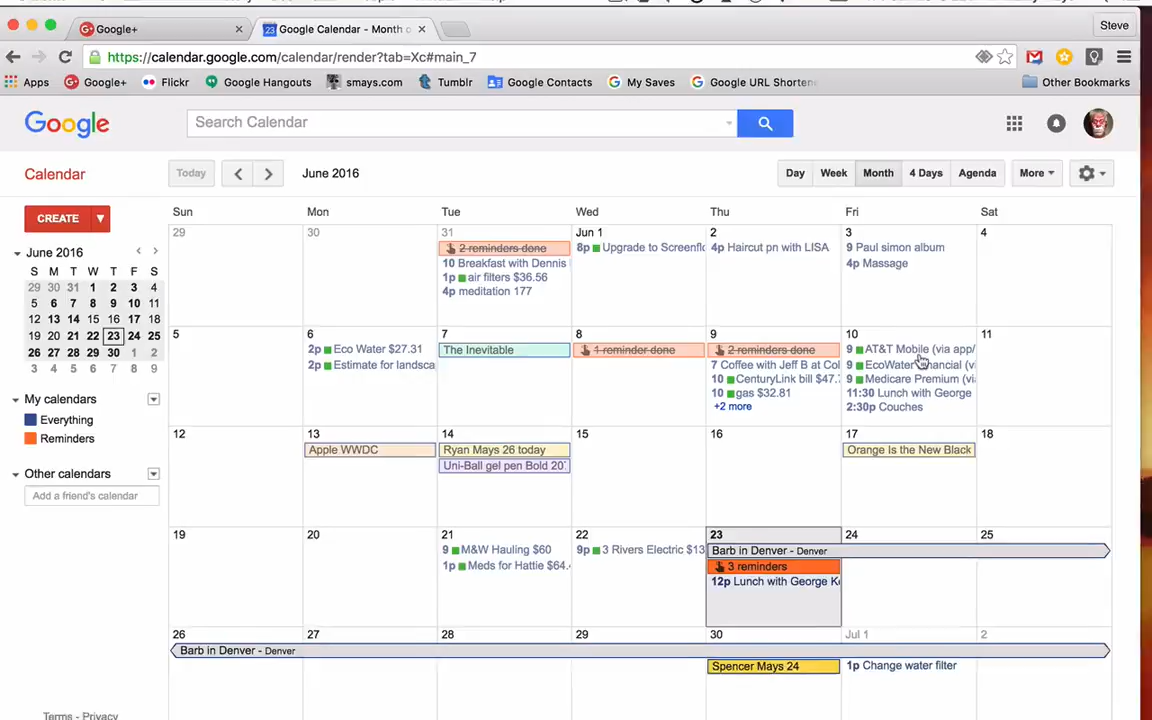 Google+
Google Calendar - Month o
Steve
https://calendar.google.com/calendar/render?tab=Xc#main_7
Apps
Google+
Flickr
Google Hangouts
smays.com
Tumblr
Google Contacts
My Saves
Google URL Shorten
Other Bookmarks
Google
Search Calendar
Calendar
Today
June 2016
Day Week Month 4 Days Agenda
More
CREATE
June 2016
S M T W T F S
29 30 31 1 2 3 4
5 6 7 8 9 10 11
12 13 14 15 16 17 18
19 20 21 22 23 24 25
26 27 28 29 30 1 2
3 4 5 6 7 8 9
My calendars
Everything
Reminders
Other calendars
Add a friend's calendar
Terms - Privacy
Sun Mon Tue Wed Thu Fri Sat
29 30 31 Jun 1 2 3 4
2 reminders done
10 Breakfast with Dennis
1p air filters $36.56
4p meditation 177
8p Upgrade to Screenflo
4p Haircut pn with LISA
9 Paul simon album
4p Massage
5 6 7 8 9 10 11
2p Eco Water $27.31
2p Estimate for landsca
The Inevitable
1 reminder done
2 reminders done
7 Coffee with Jeff B at Col
10 CenturyLink bill $47.
10 gas $32.81
+2 more
9 AT&T Mobile (via app/
9 EcoWater Financial (vi
9 Medicare Premium (vi
11:30 Lunch with George
2:30p Couches
12 13 14 15 16 17 18
Apple WWDC
Ryan Mays 26 today
Uni-Ball gel pen Bold 20
Orange Is the New Black
19 20 21 22 23 24 25
9 M&W Hauling $60
1p Meds for Hattie $64.
9p 3 Rivers Electric $13
Barb in Denver - Denver
3 reminders
12p Lunch with George K
26 27 28 29 30 Jul 1 2
Barb in Denver - Denver
Spencer Mays 24
1p Change water filter